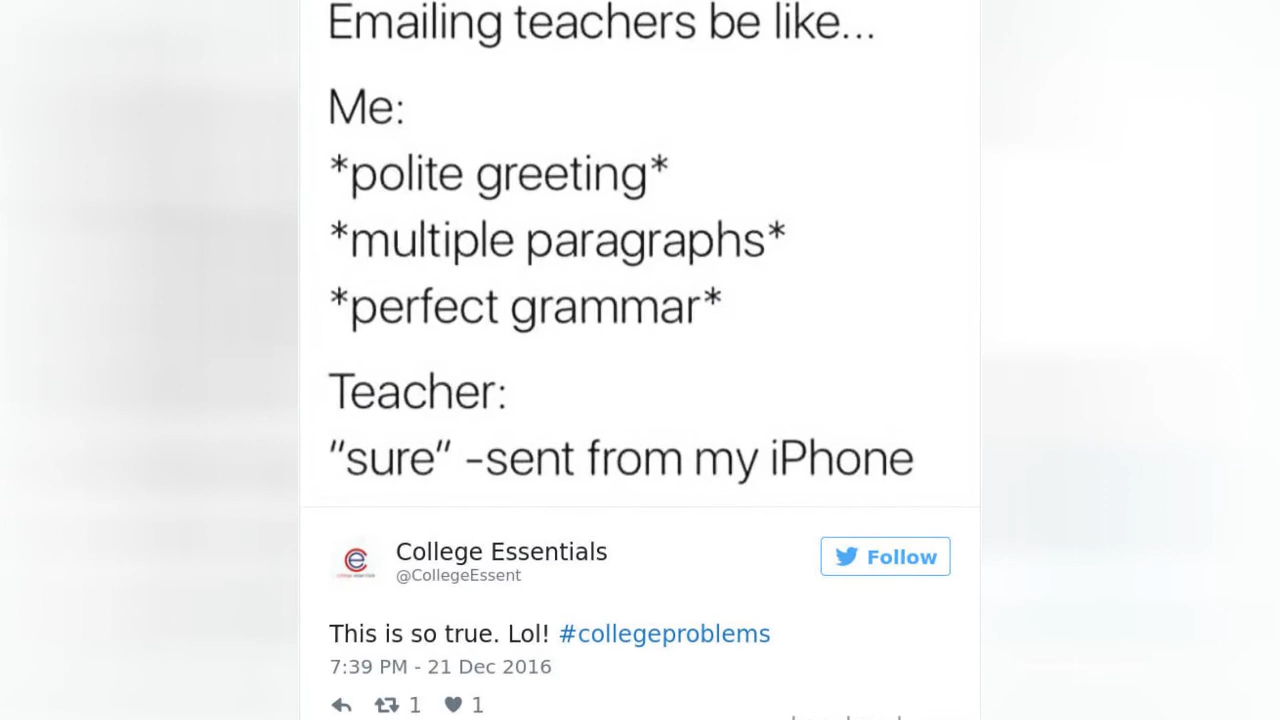 Emailing teachers be like...
Me:
*polite greeting*
*multiple paragraphs*
*perfect grammar*
Teacher:
"sure" -sent from my iPhone
College Essentials
@CollegeEssent
Follow
This is so true. Lol! #collegeproblems
7:39 PM - 21 Dec 2016
1 1